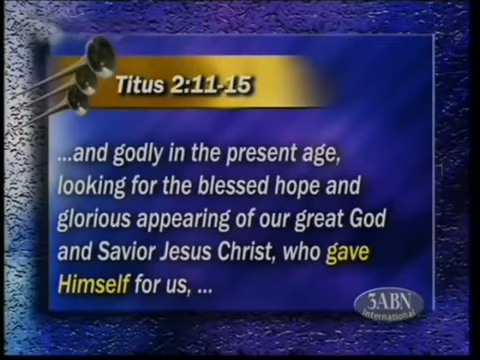 Titus 2:11-15
...and godly in the present age,
looking for the blessed hope and
glorious appearing of our great God
and Savior Jesus Christ, who gave
Himself for us, ...
3ABN
International